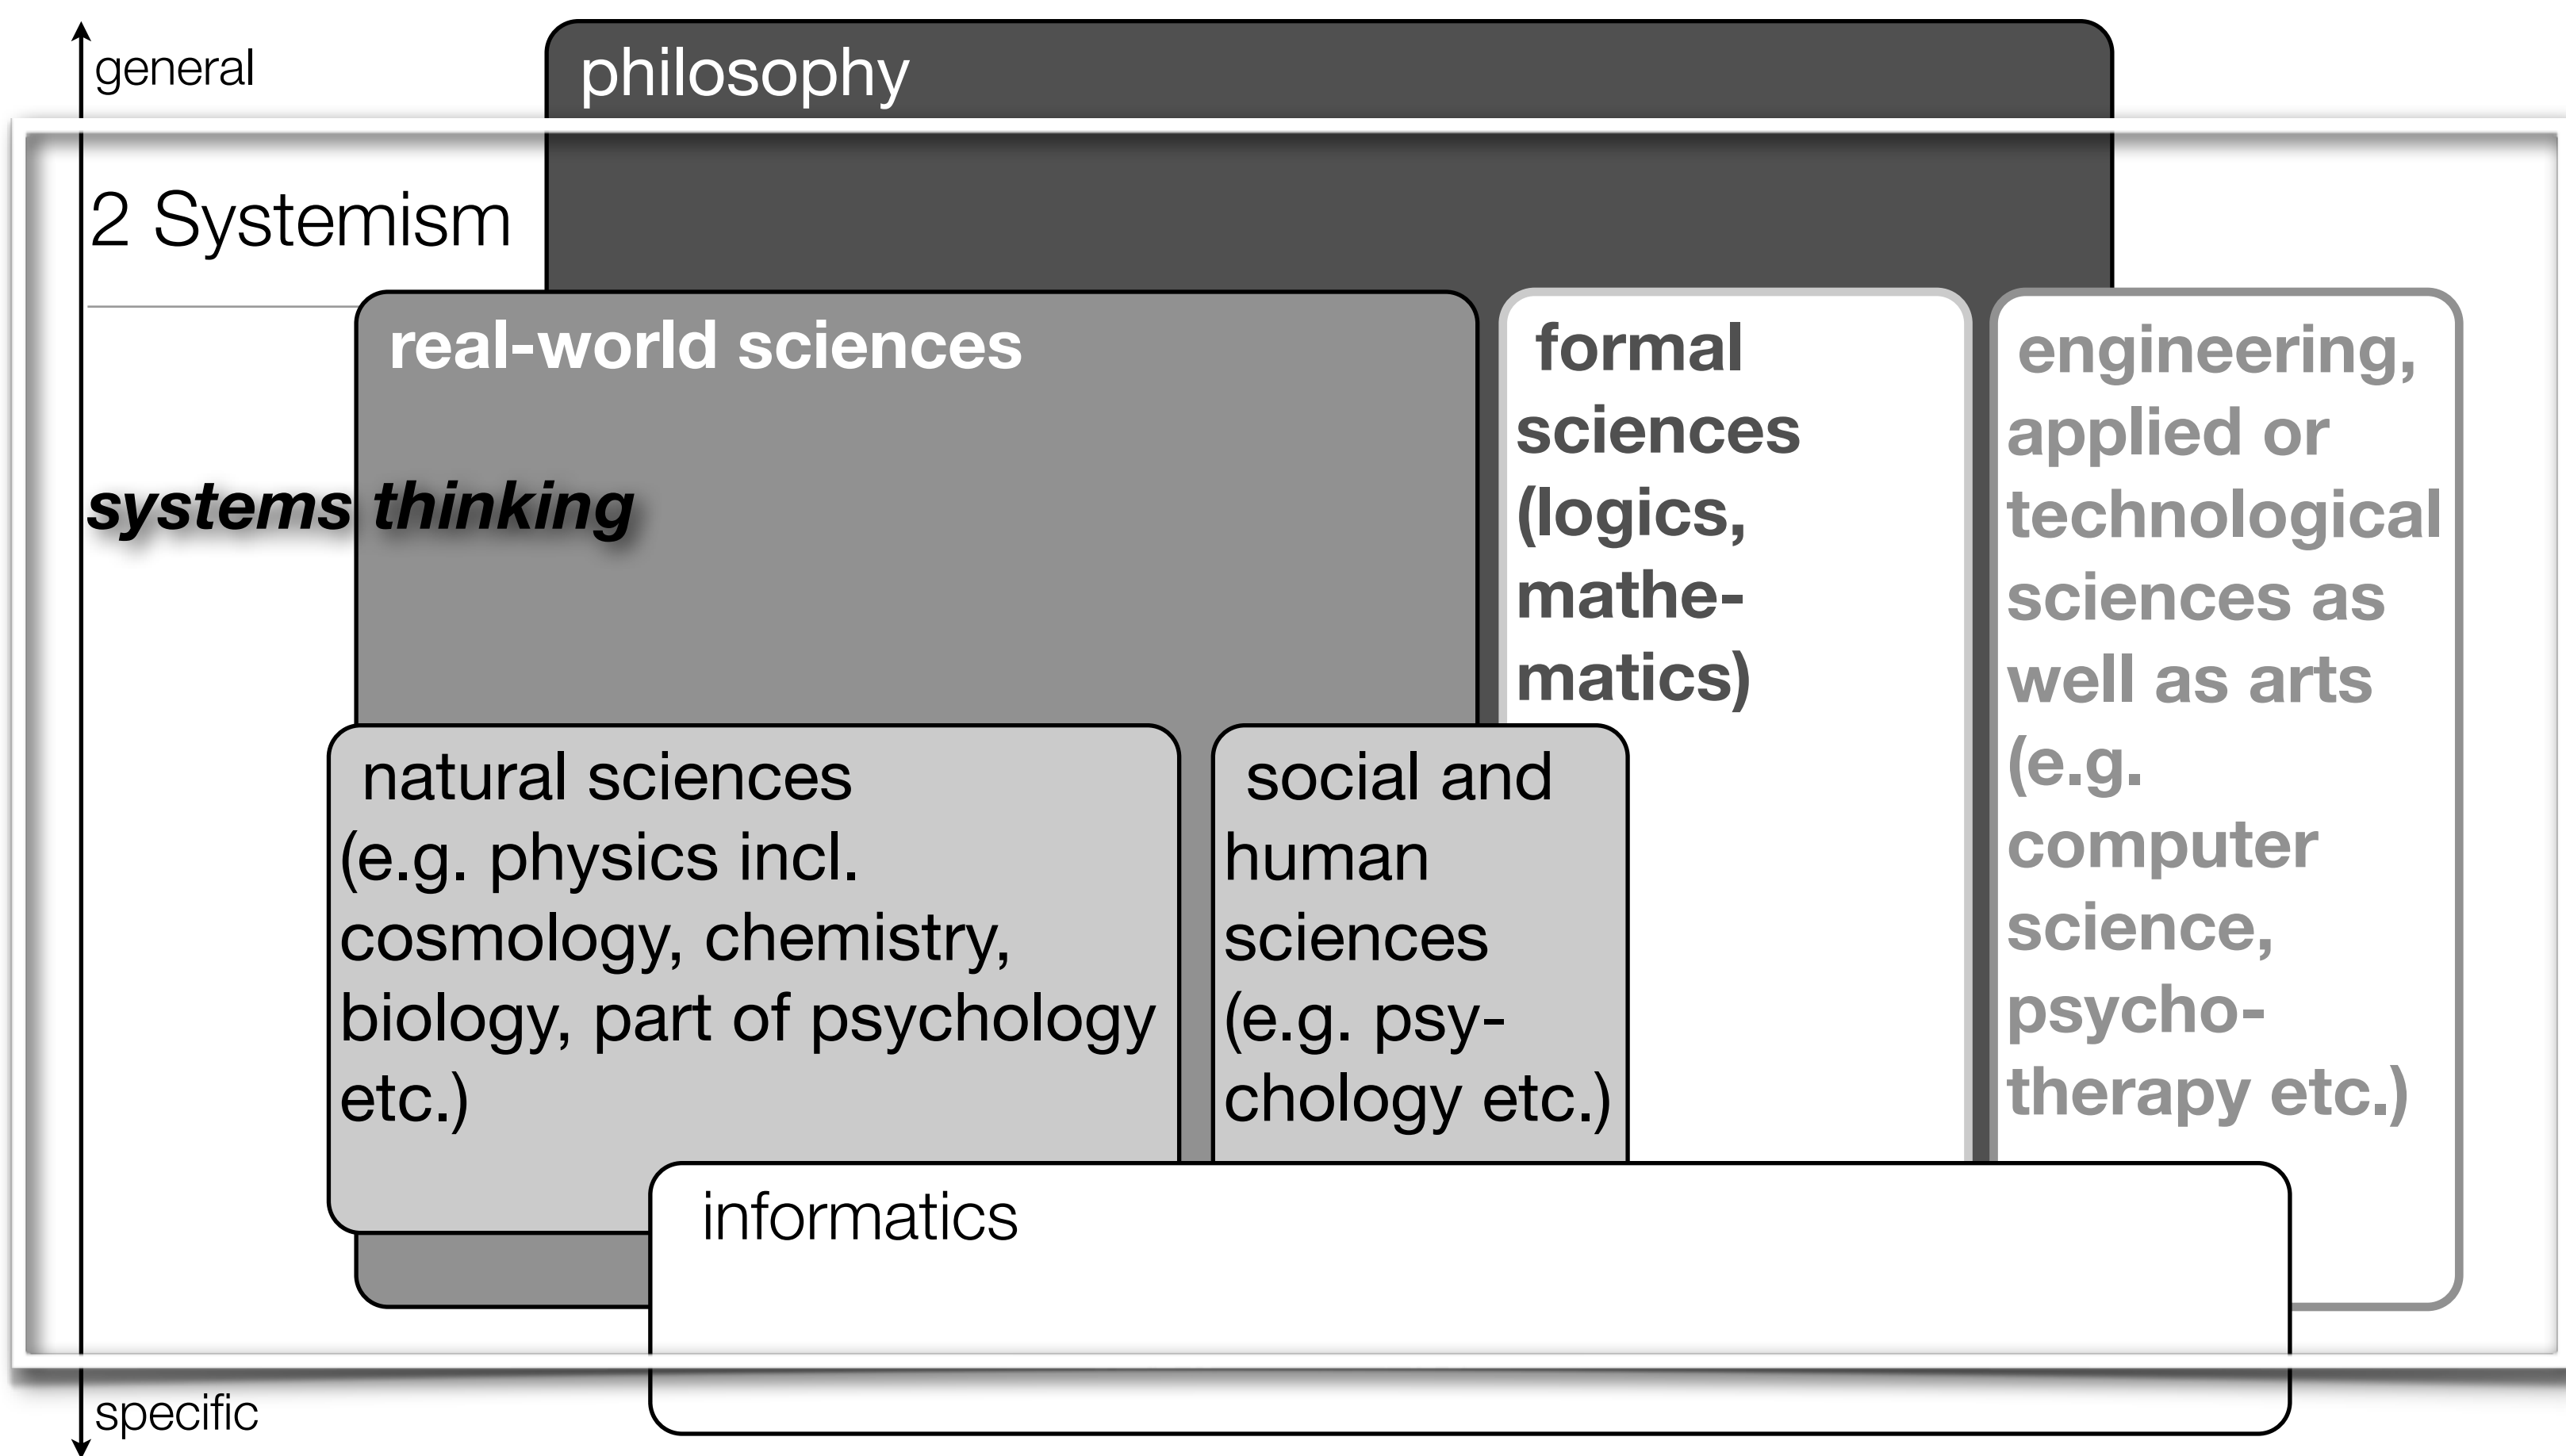 general
philosophy
2 Systemism
real-world sciences
systems thinking
formal
sciences
(logics,
mathe-
matics)
engineering,
applied or
technological
sciences as
well as arts
(e.g.
computer
science,
psycho-
therapy etc.)
natural sciences
(e.g. physics incl.
cosmology, chemistry,
biology, part of psychology
etc.)
social and
human
sciences
(e.g. psy-
chology etc.)
informatics
specific